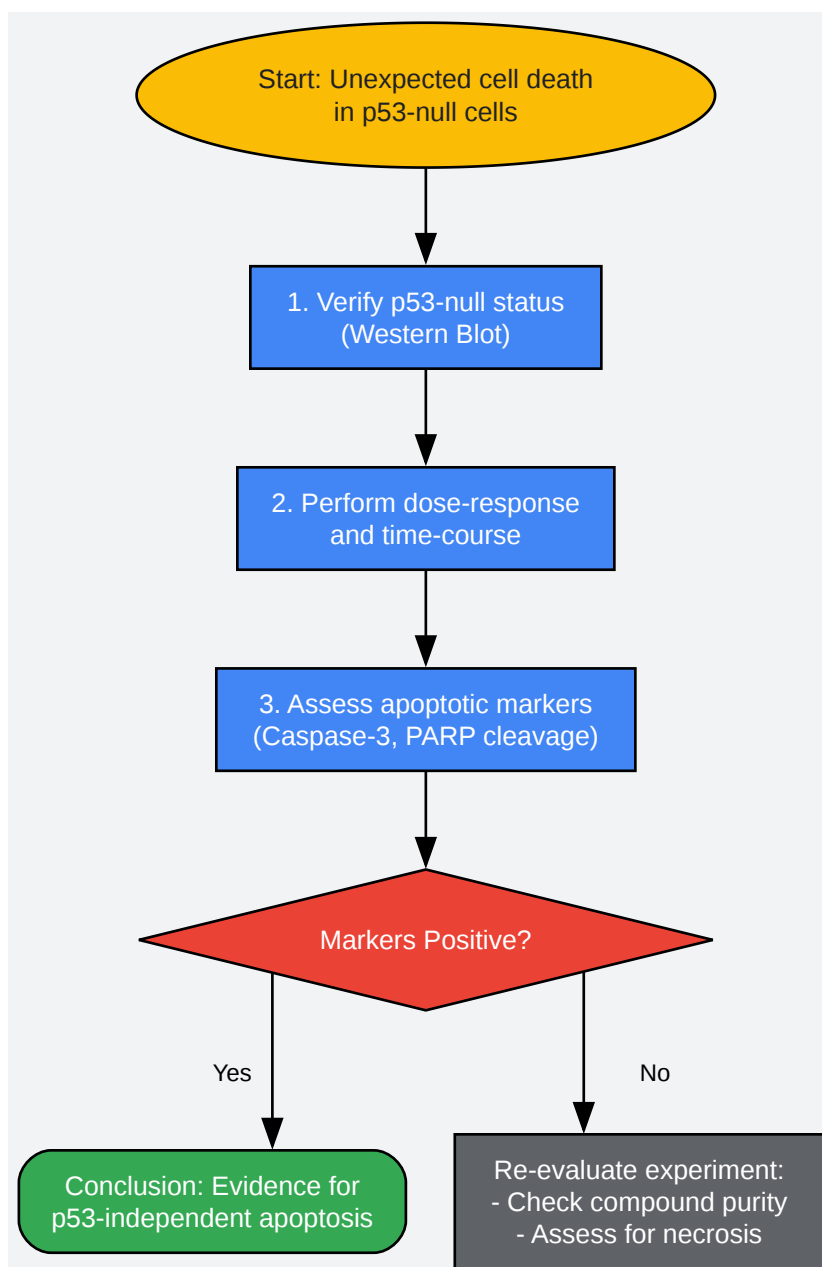 Start: Unexpected cell death
in p53-null cells
1. Verify p53-null status
(Western Blot)
2. Perform dose-response
and time-course
3. Assess apoptotic markers
(Caspase-3, PARP cleavage)
Markers Positive?
Yes
No
Conclusion: Evidence for
p53-independent apoptosis
Re-evaluate experiment:
- Check compound purity
- Assess for necrosis